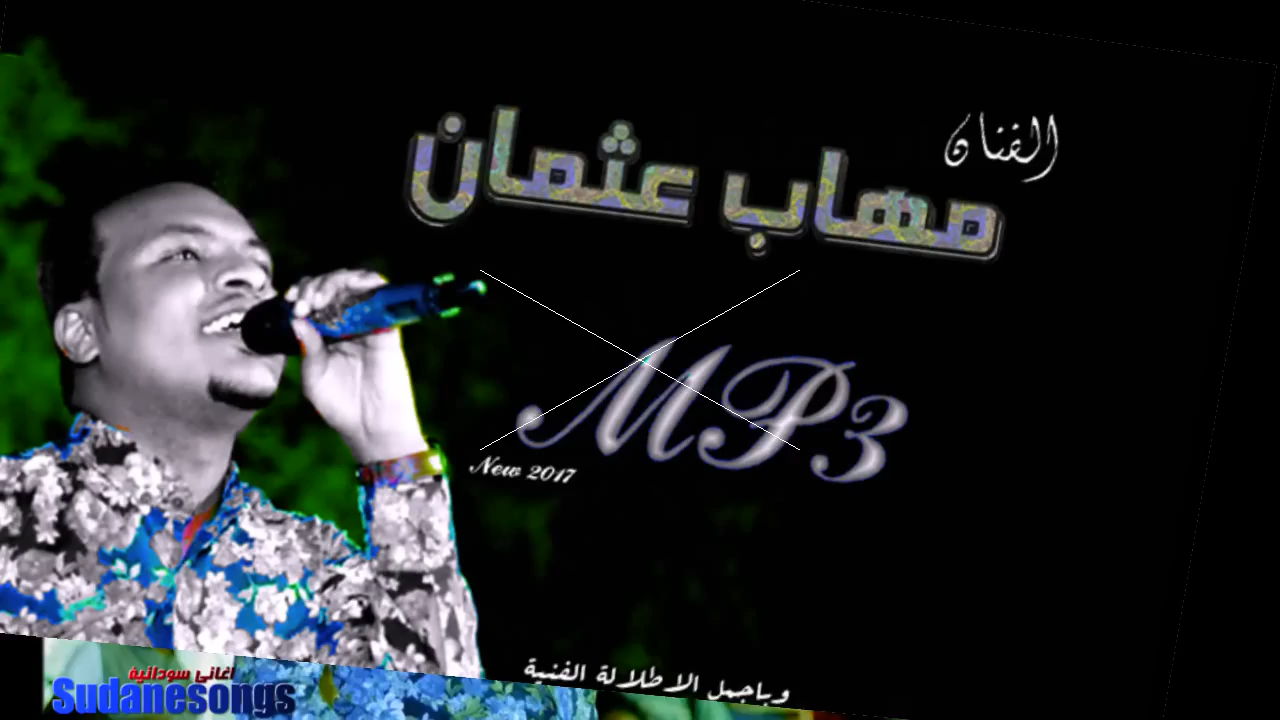 الفنان
مهاب عثمان
MP3
New 2017
وباجمل الاطلالة الفنية
اغاني سودانية
Sudanesongs